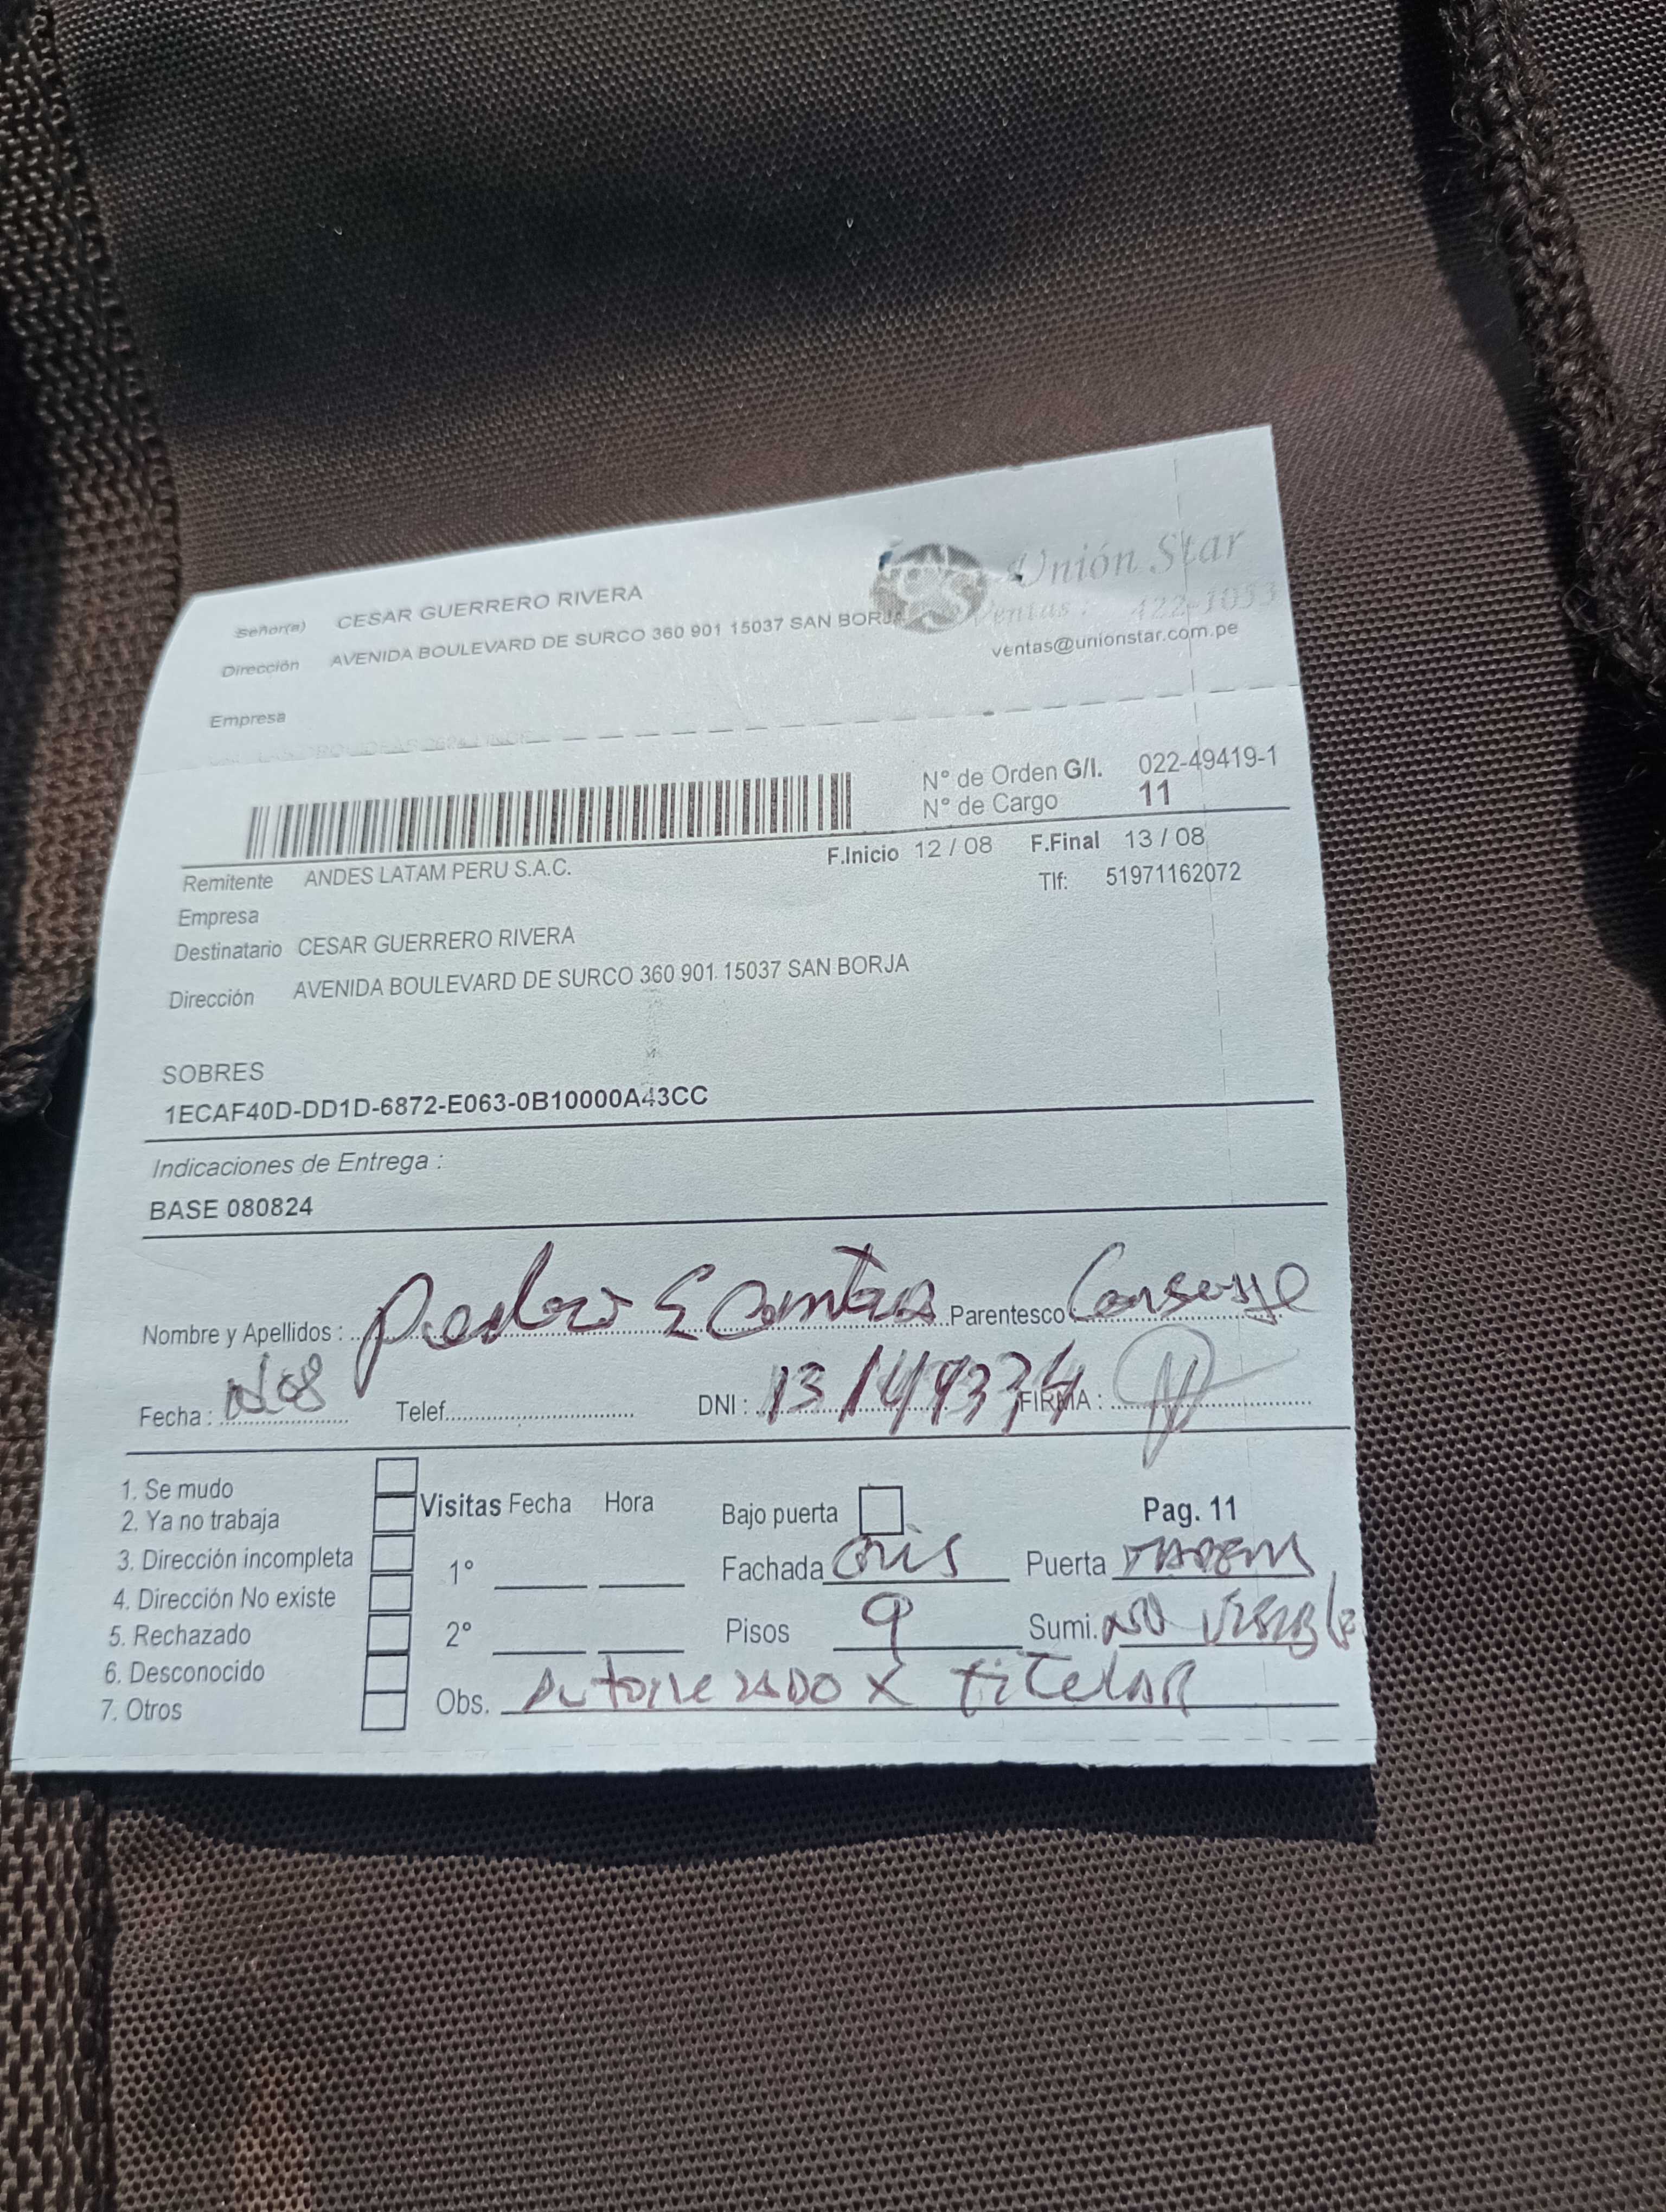 Señor(a) CESAR GUERRERO RIVERA
Unión Star
Dirección AVENIDA BOULEVARD DE SURCO 360 901 15037 SAN BORJA
Ventas : 422-1053
ventas@unionstar.com.pe
Empresa
N° de Orden G/I. 022-49419-1
N° de Cargo 11
Remitente ANDES LATAM PERU S.A.C.
F.Inicio 12 / 08 F.Final 13 / 08
Empresa
Tlf: 51971162072
Destinatario CESAR GUERRERO RIVERA
Dirección AVENIDA BOULEVARD DE SURCO 360 901 15037 SAN BORJA
SOBRES
1ECAF40D-DD1D-6872-E063-0B10000A43CC
Indicaciones de Entrega :
BASE 080824
Nombre y Apellidos : Pedro Parentesco Conserje
Fecha : Telef. DNI : FIRMA :
1. Se mudo
2. Ya no trabaja
3. Dirección incompleta
4. Dirección No existe
5. Rechazado
6. Desconocido
7. Otros
Visitas Fecha Hora
1°
2°
Bajo puerta Pag. 11
Fachada Gris Puerta
Pisos 9 Sumi. NO VISIBLE
Obs. X titular